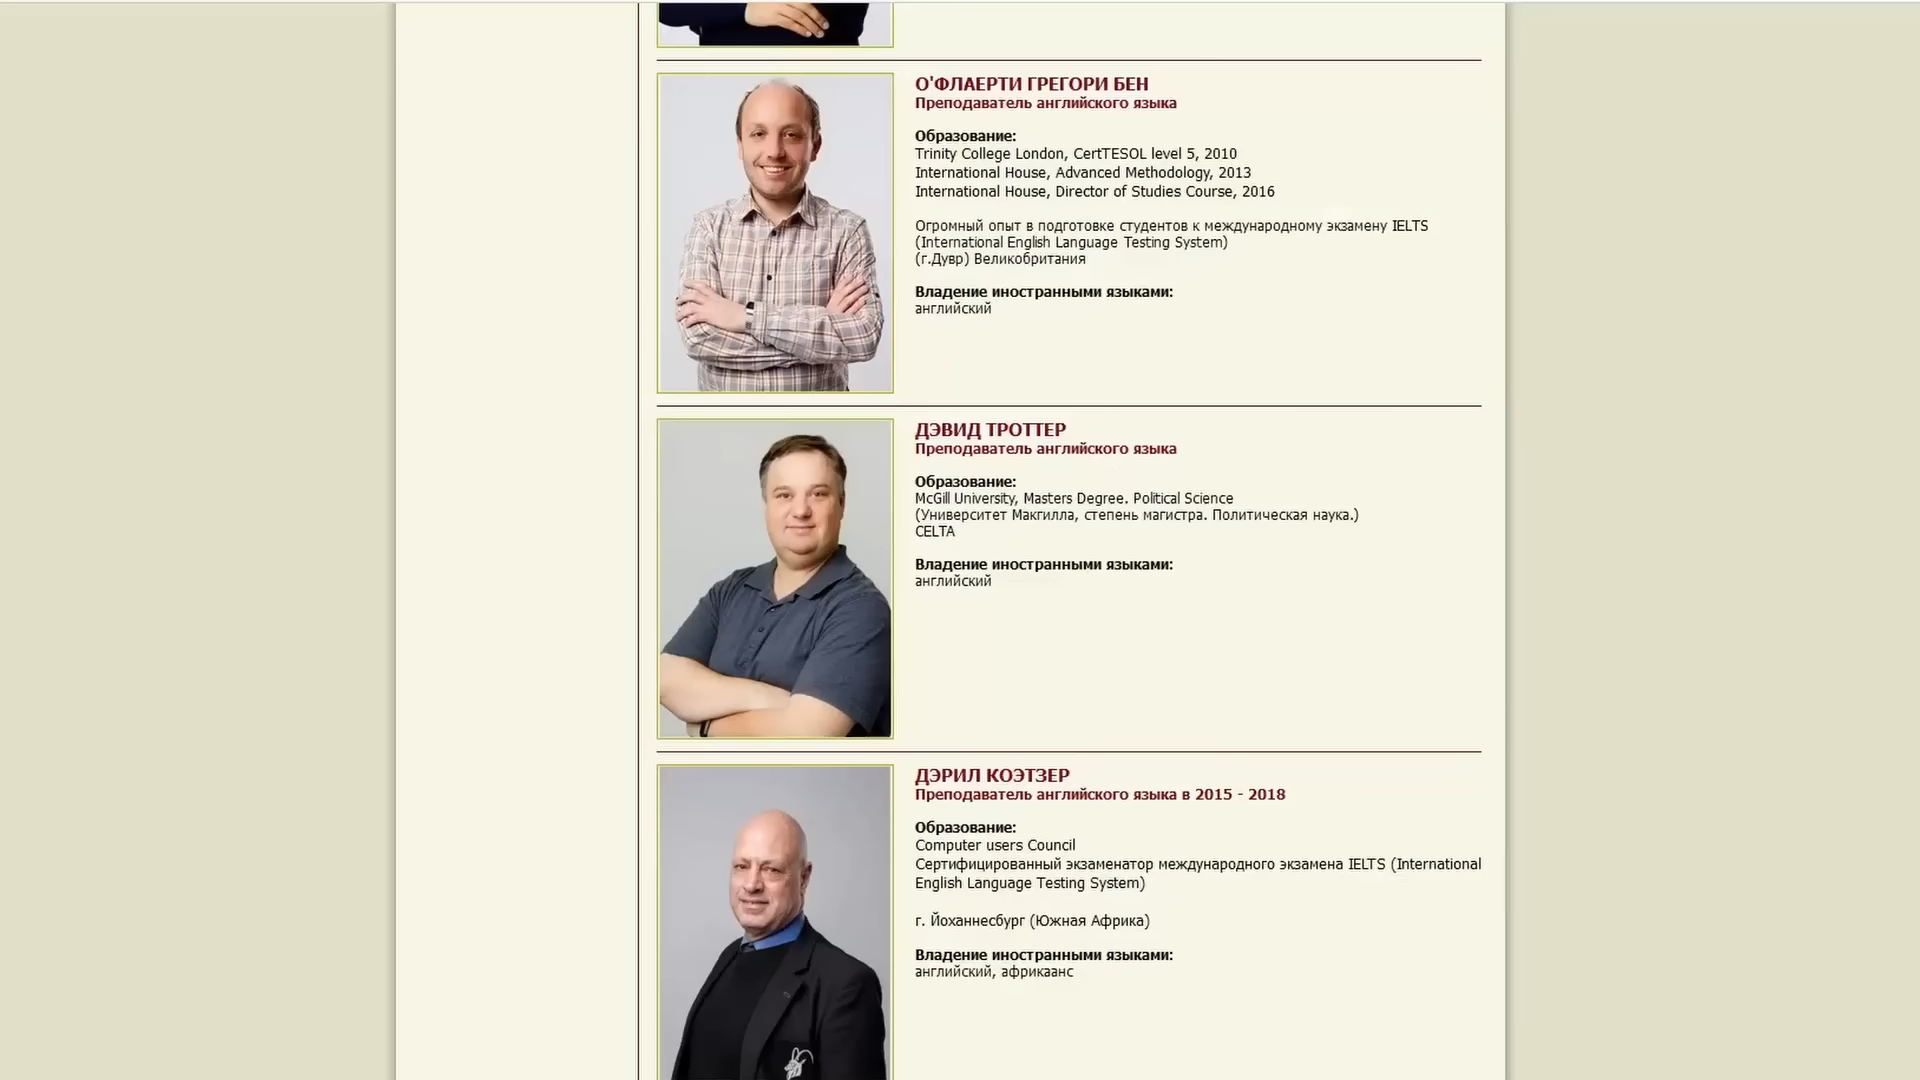 О'ФЛАЕРТИ ГРЕГОРИ БЕН
Преподаватель английского языка
Образование:
Trinity College London, CertTESOL level 5, 2010
International House, Advanced Methodology, 2013
International House, Director of Studies Course, 2016
Огромный опыт в подготовке студентов к международному экзамену IELTS
(International English Language Testing System)
(г.Дувр) Великобритания
Владение иностранными языками:
английский
ДЭВИД ТРОТТЕР
Преподаватель английского языка
Образование:
McGill University, Masters Degree. Political Science
(Университет Макгилла, степень магистра. Политическая наука.)
CELTA
Владение иностранными языками:
английский
ДЭРИЛ КОЭТЗЕР
Преподаватель английского языка в 2015 - 2018
Образование:
Computer users Council
Сертифицированный экзаменатор международного экзамена IELTS (International
English Language Testing System)
г. Йоханнесбург (Южная Африка)
Владение иностранными языками:
английский, африкаанс